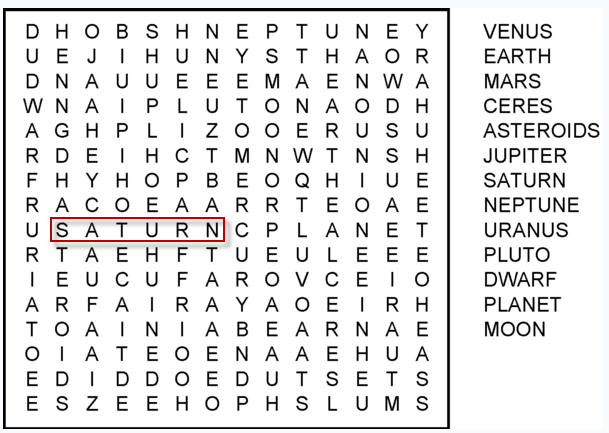 D H O B S H N E P T U N E Y VENUS
U E J I H U N Y S T H A O R EARTH
D N A U U E E E M A E N W A MARS
W N A I P L U T O N A O D H CERES
A G H P L I Z O O E R U S U ASTEROIDS
R D E I H C T M N W T N S H JUPITER
F H Y H O P B E O Q H I U E SATURN
R A C O E A A R R T E O A E NEPTUNE
U S A T U R N C P L A N E T URANUS
R T A E H F T U E U L E E E PLUTO
I E U C U F A R O V C E I O DWARF
A R F A I R A Y A O E I R H PLANET
T O A I N I A B E A R N A E MOON
O I A T E O E N A A E H U A
E D I D D O E D U T S E T S
E S Z E E H O P H S L U M S